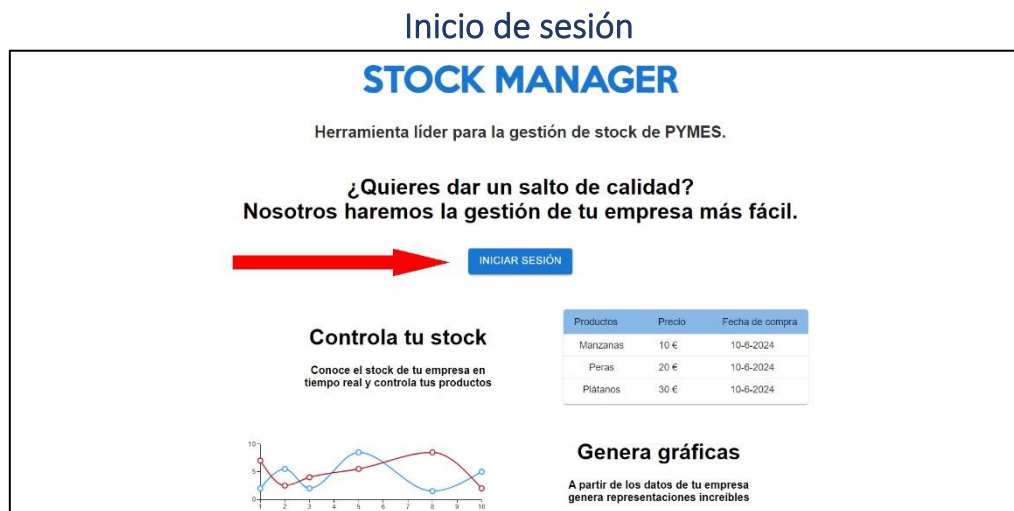 Inicio de sesión
STOCK MANAGER
Herramienta líder para la gestión de stock de PYMES.
¿Quieres dar un salto de calidad?
Nosotros haremos la gestión de tu empresa más fácil.
INICIAR SESIÓN
Controla tu stock
Conoce el stock de tu empresa en
tiempo real y controla tus productos
Productos Precio Fecha de compra
Manzanas 10 € 10-6-2024
Peras 20 € 10-6-2024
Plátanos 30 € 10-6-2024
10
5
0
1 2 3 4 5 6 7 8 9 10
Genera gráficas
A partir de los datos de tu empresa
genera representaciones increíbles